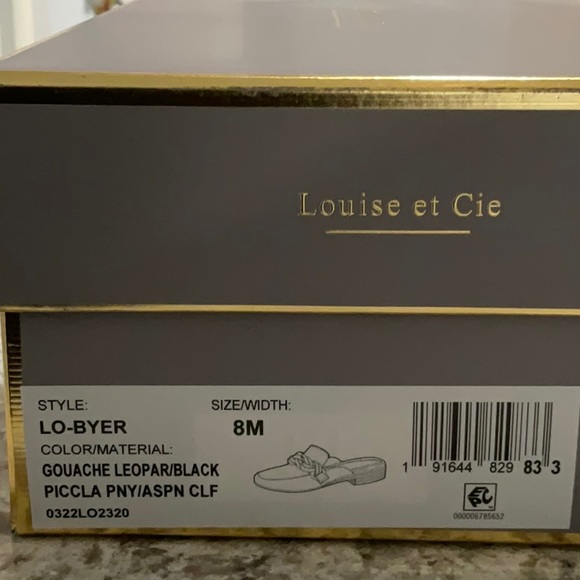 Louise et Cie
STYLE: SIZE/WIDTH:
LO-BYER 8M
COLOR/MATERIAL:
GOUACHE LEOPAR/BLACK
PICCLA PNY/ASPN CLF
0322LO2320
1 91644 829 83 3
000006785652